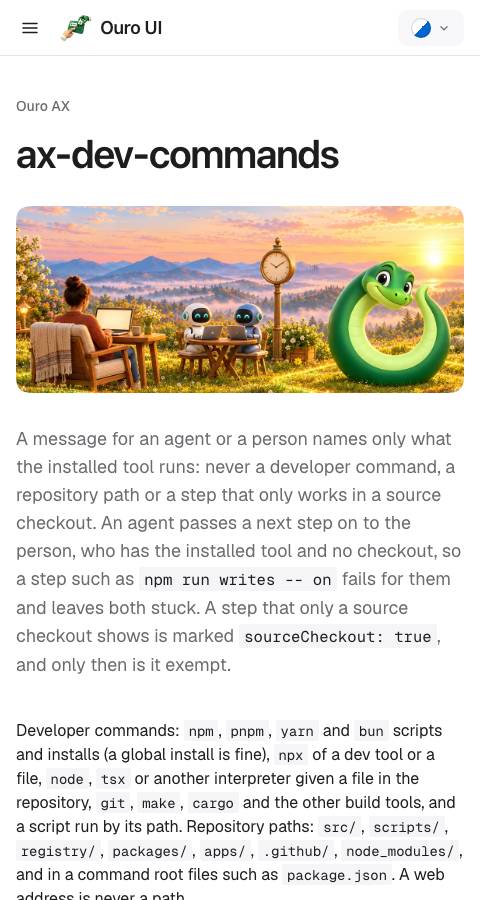 Ouro UI
Ouro AX
ax-dev-commands
A message for an agent or a person names only what
the installed tool runs: never a developer command, a
repository path or a step that only works in a source
checkout. An agent passes a next step on to the
person, who has the installed tool and no checkout, so
a step such as npm run writes -- on fails for them
and leaves both stuck. A step that only a source
checkout shows is marked sourceCheckout: true,
and only then is it exempt.
Developer commands: npm, pnpm, yarn and bun scripts
and installs (a global install is fine), npx of a dev tool or a
file, node, tsx or another interpreter given a file in the
repository, git, make, cargo and the other build tools, and
a script run by its path. Repository paths: src/, scripts/,
registry/, packages/, apps/, .github/, node_modules/,
and in a command root files such as package.json. A web
address is never a path